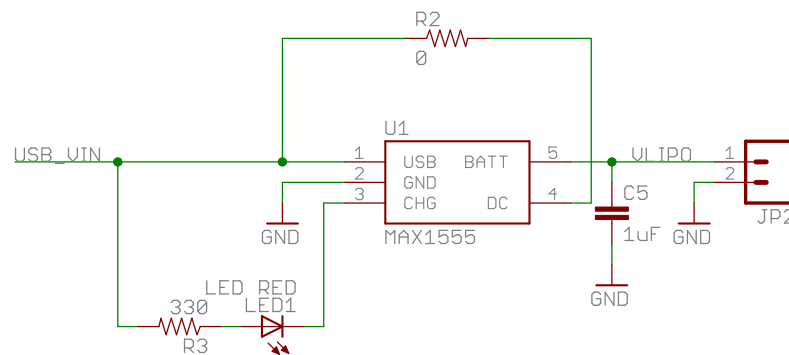 R2
0
U1
USB_VIN
1 USB BATT 5 VLIPO 1
2 GND 2
3 CHG DC 4 C5
GND MAX1555 1uF GND JP2
LED RED
LED1
330
R3
GND